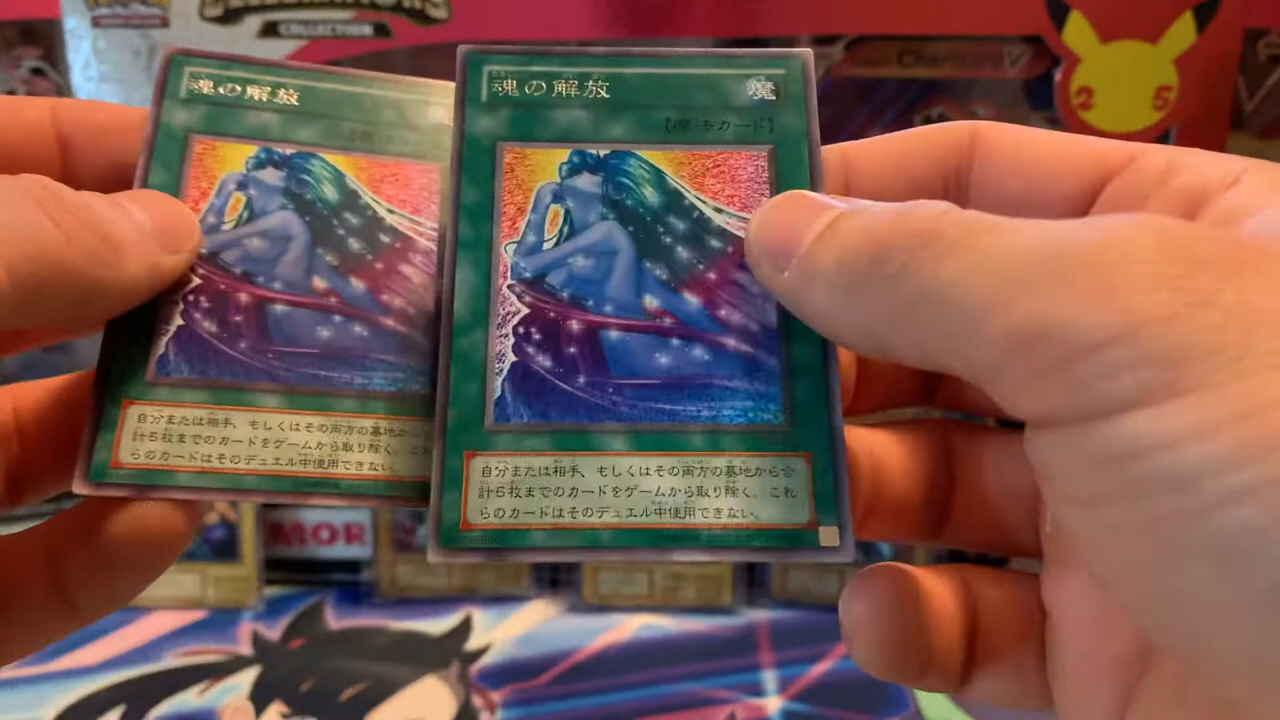 COLLECTION
2 5
魂の解放
魂の解放
魔
【魔法カード】
自分または相手、もしくはその両方の墓地か
計5枚までのカードをゲームから取り除く。これ
らのカードはそのデュエル中使用できない。
自分または相手、もしくはその両方の墓地から合
計5枚までのカードをゲームから取り除く。これ
らのカードはそのデュエル中使用できない。
MOR